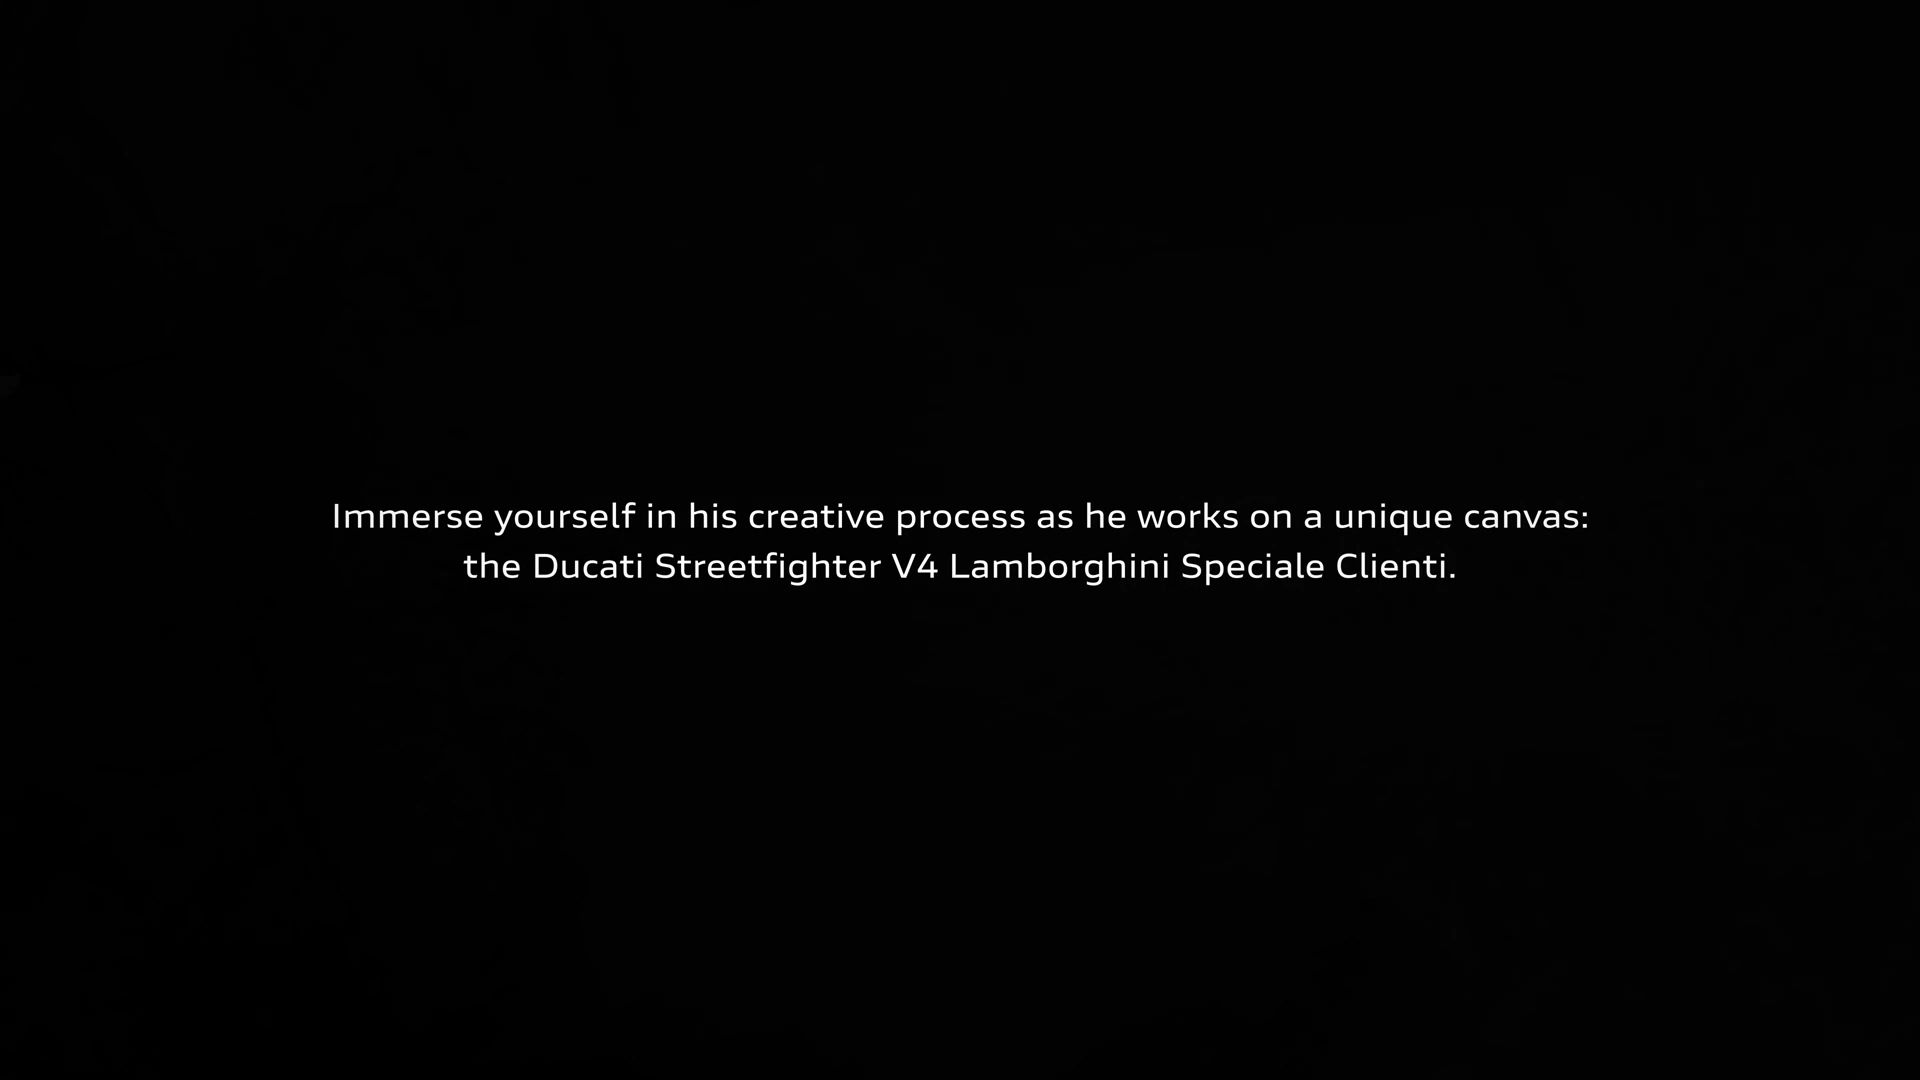 Immerse yourself in his creative process as he works on a unique canvas:
the Ducati Streetfighter V4 Lamborghini Speciale Clienti.